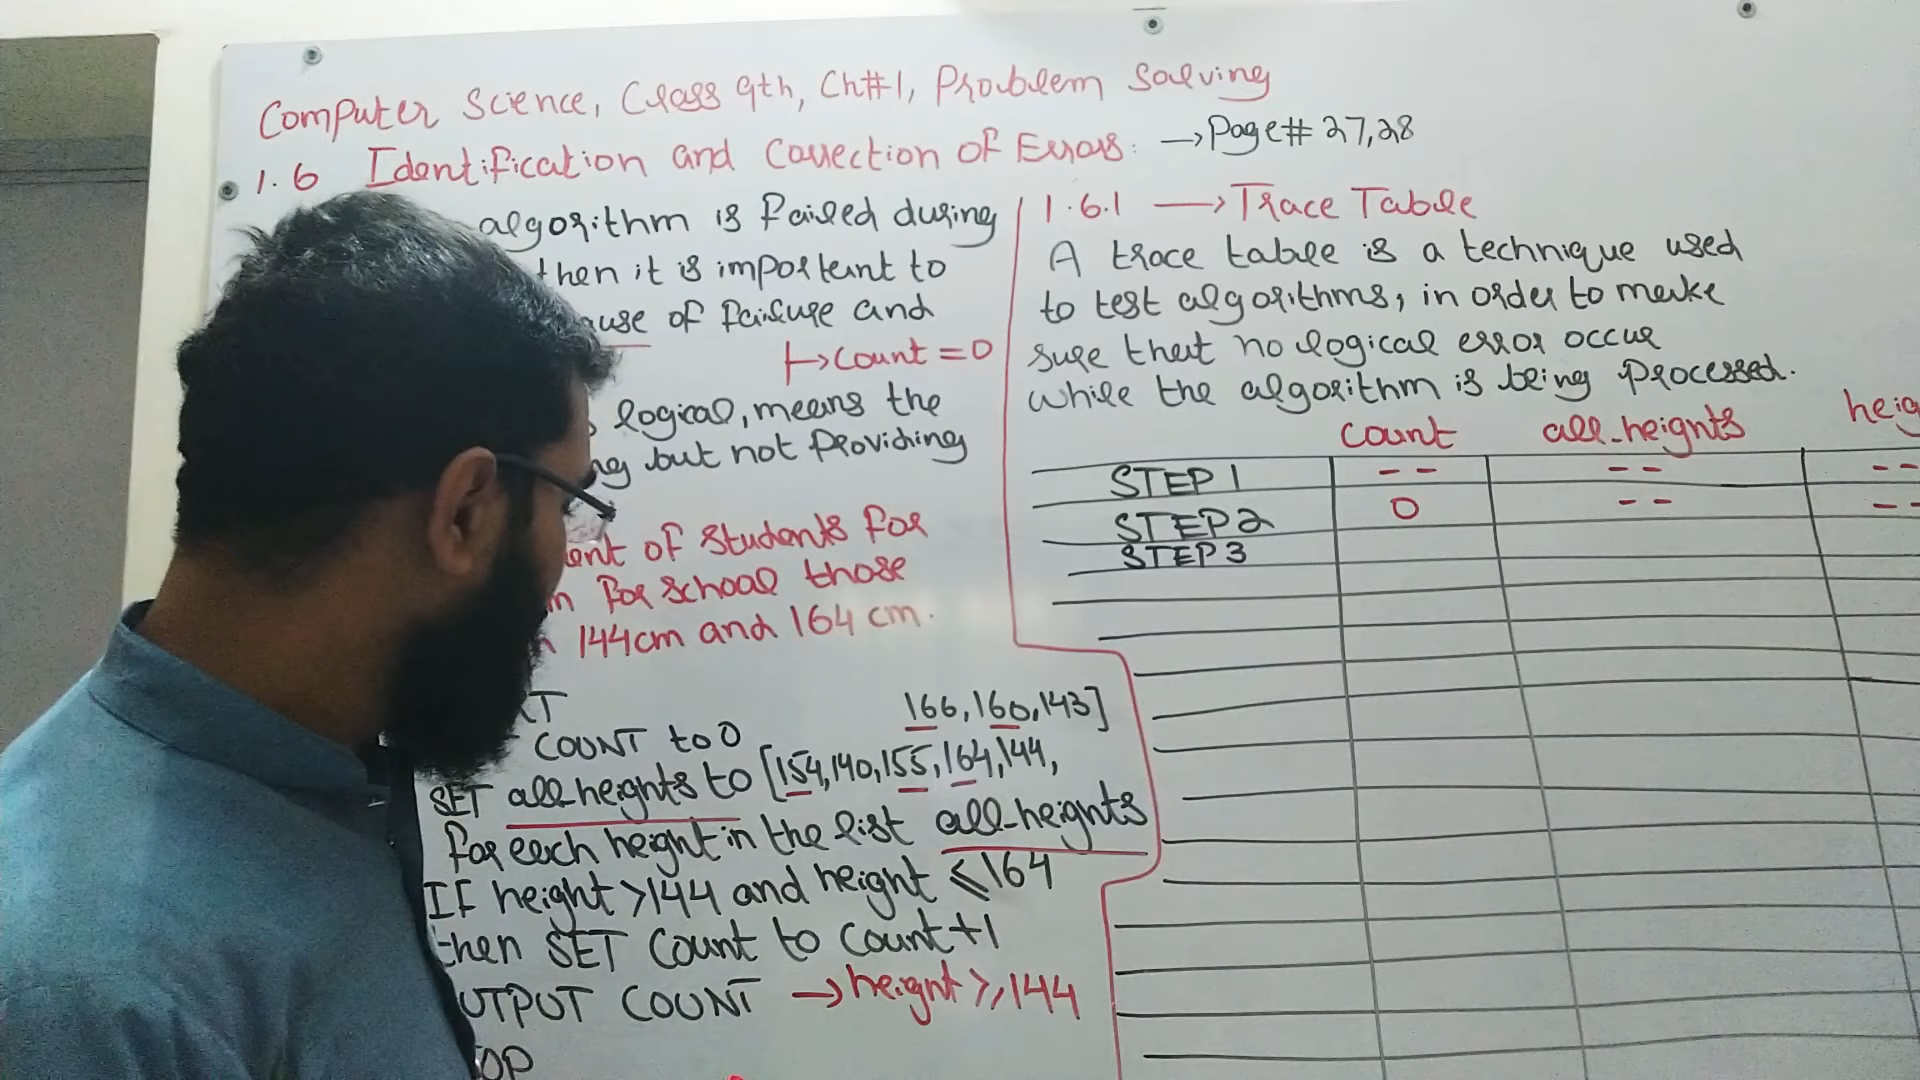 Computer Science, Class 9th, Ch#1, Problem Solving
1.6 Identification and Correction of Errors: → Page# 27,28
algorithm is failed during
then it is important to
of failure and
→ count = 0
logical, means the
but not Providing
of Students for
for school those
144cm and 164 cm.
166, 160, 143]
COUNT to 0
SET all-heights to [154, 140, 155, 164, 144,
for each height in the list all-heights
IF height > 144 and height ⩽ 164
then SET Count to Count + 1
UTPUT COUNT → height ⩾ 144
OP
1.6.1 → Trace Table
A trace table is a technique used
to test algorithms, in order to make
sure that no logical error occur
while the algorithm is being processed.
count all-heights heig
STEP 1 -- -- --
STEP 2 0 -- --
STEP 3